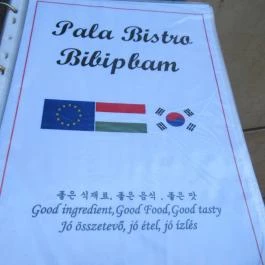 Pala Bistro
Bibipbam
좋은 식재료, 좋은 음식 . 좋은 맛
Good ingredient,Good Food,Good tasty
Jó összetevő, jó étel, jó ízlés